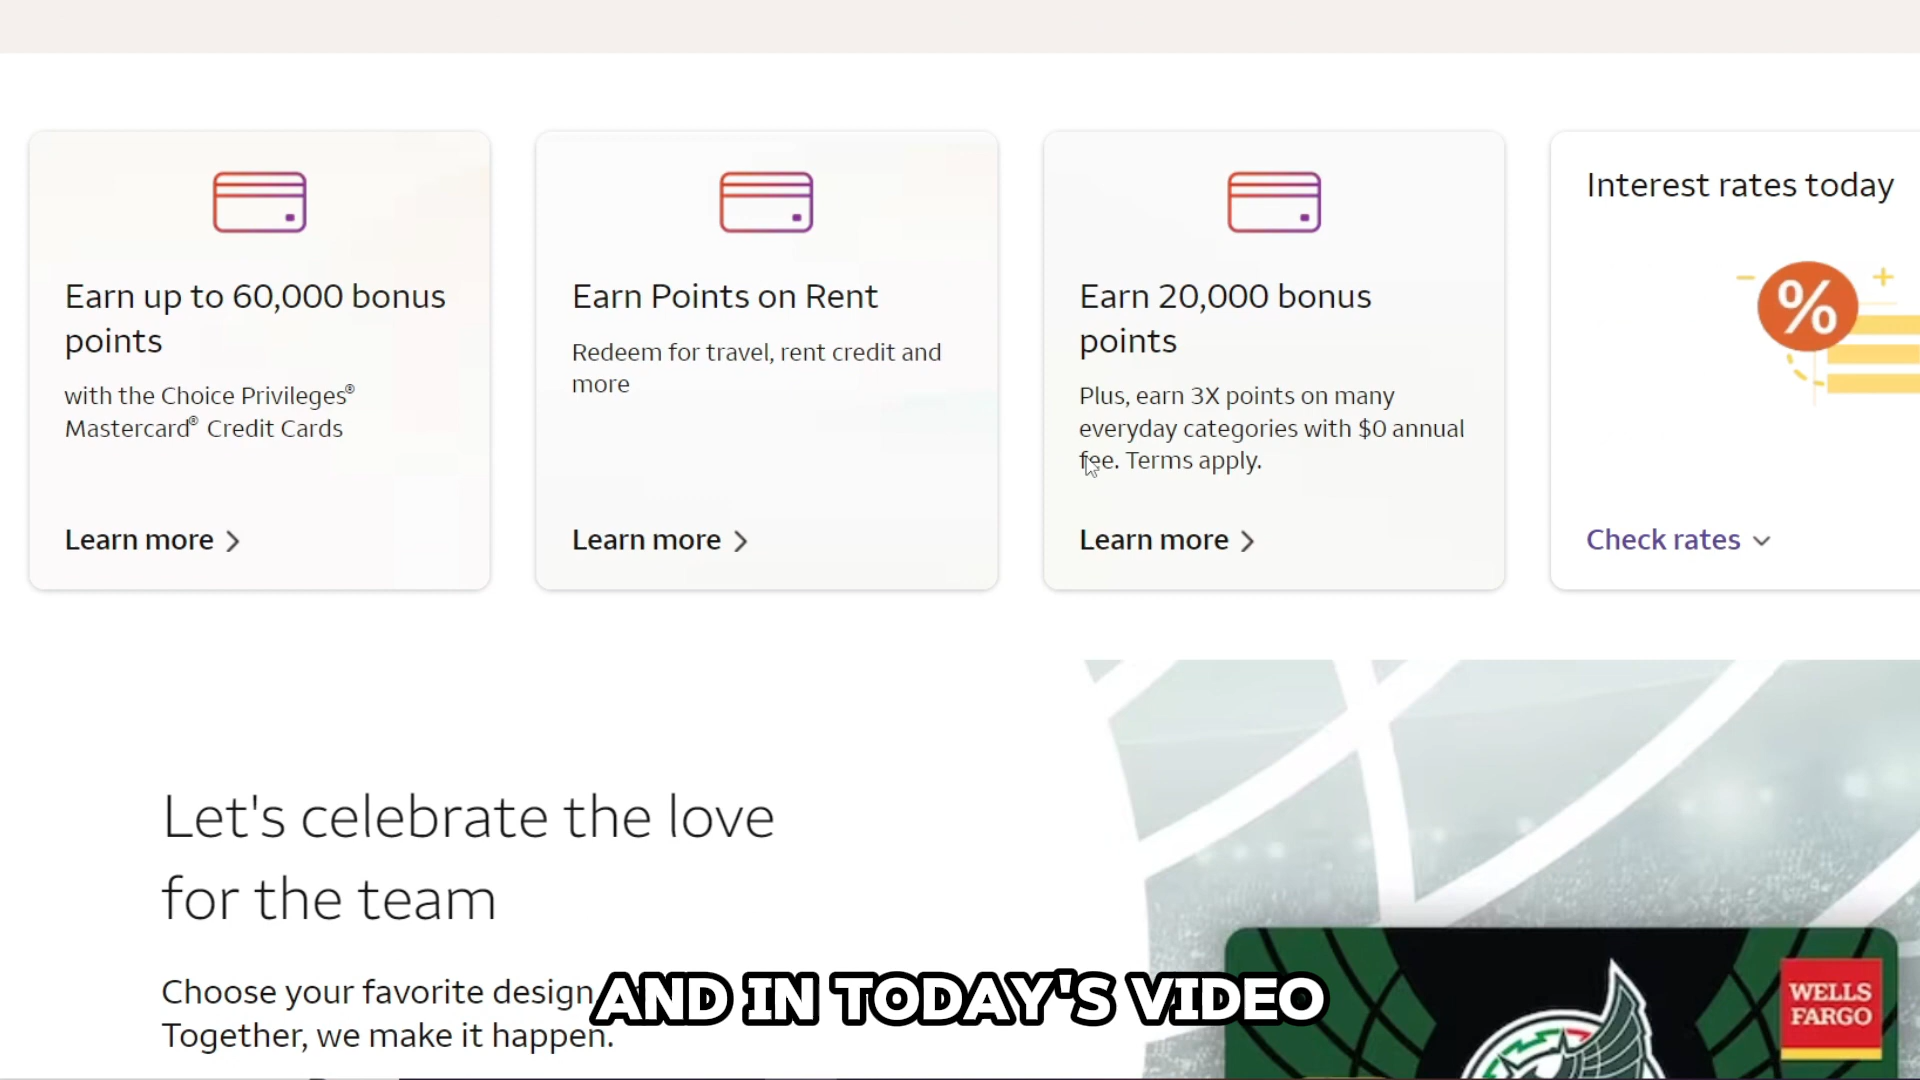 Earn up to 60,000 bonus
points
with the Choice Privileges®
Mastercard® Credit Cards
Learn more
Earn Points on Rent
Redeem for travel, rent credit and
more
Learn more
Earn 20,000 bonus
points
Plus, earn 3X points on many
everyday categories with $0 annual
fee. Terms apply.
Learn more
Interest rates today
%
Check rates
Let's celebrate the love
for the team
Choose your favorite design.
Together, we make it happen.
AND IN TODAY'S VIDEO
WELLS
FARGO